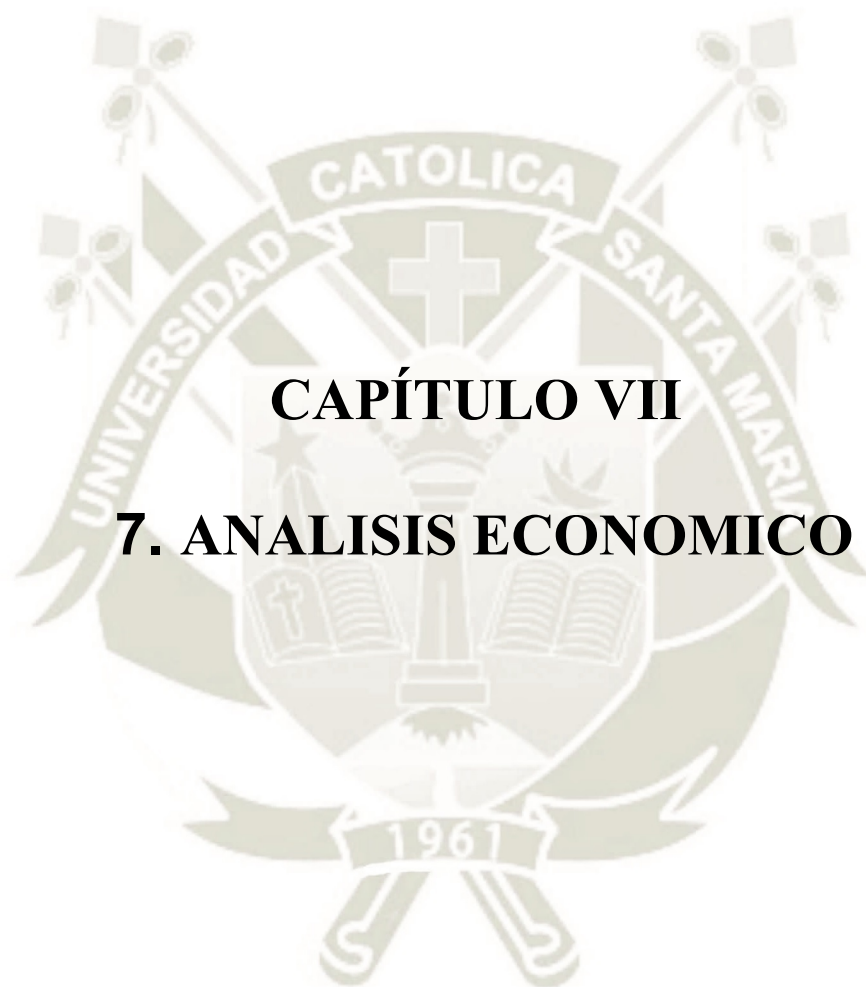 CATOLICA
UNIVERSIDAD
SANTA MARIA
CAPÍTULO VII
7. ANALISIS ECONOMICO
1961